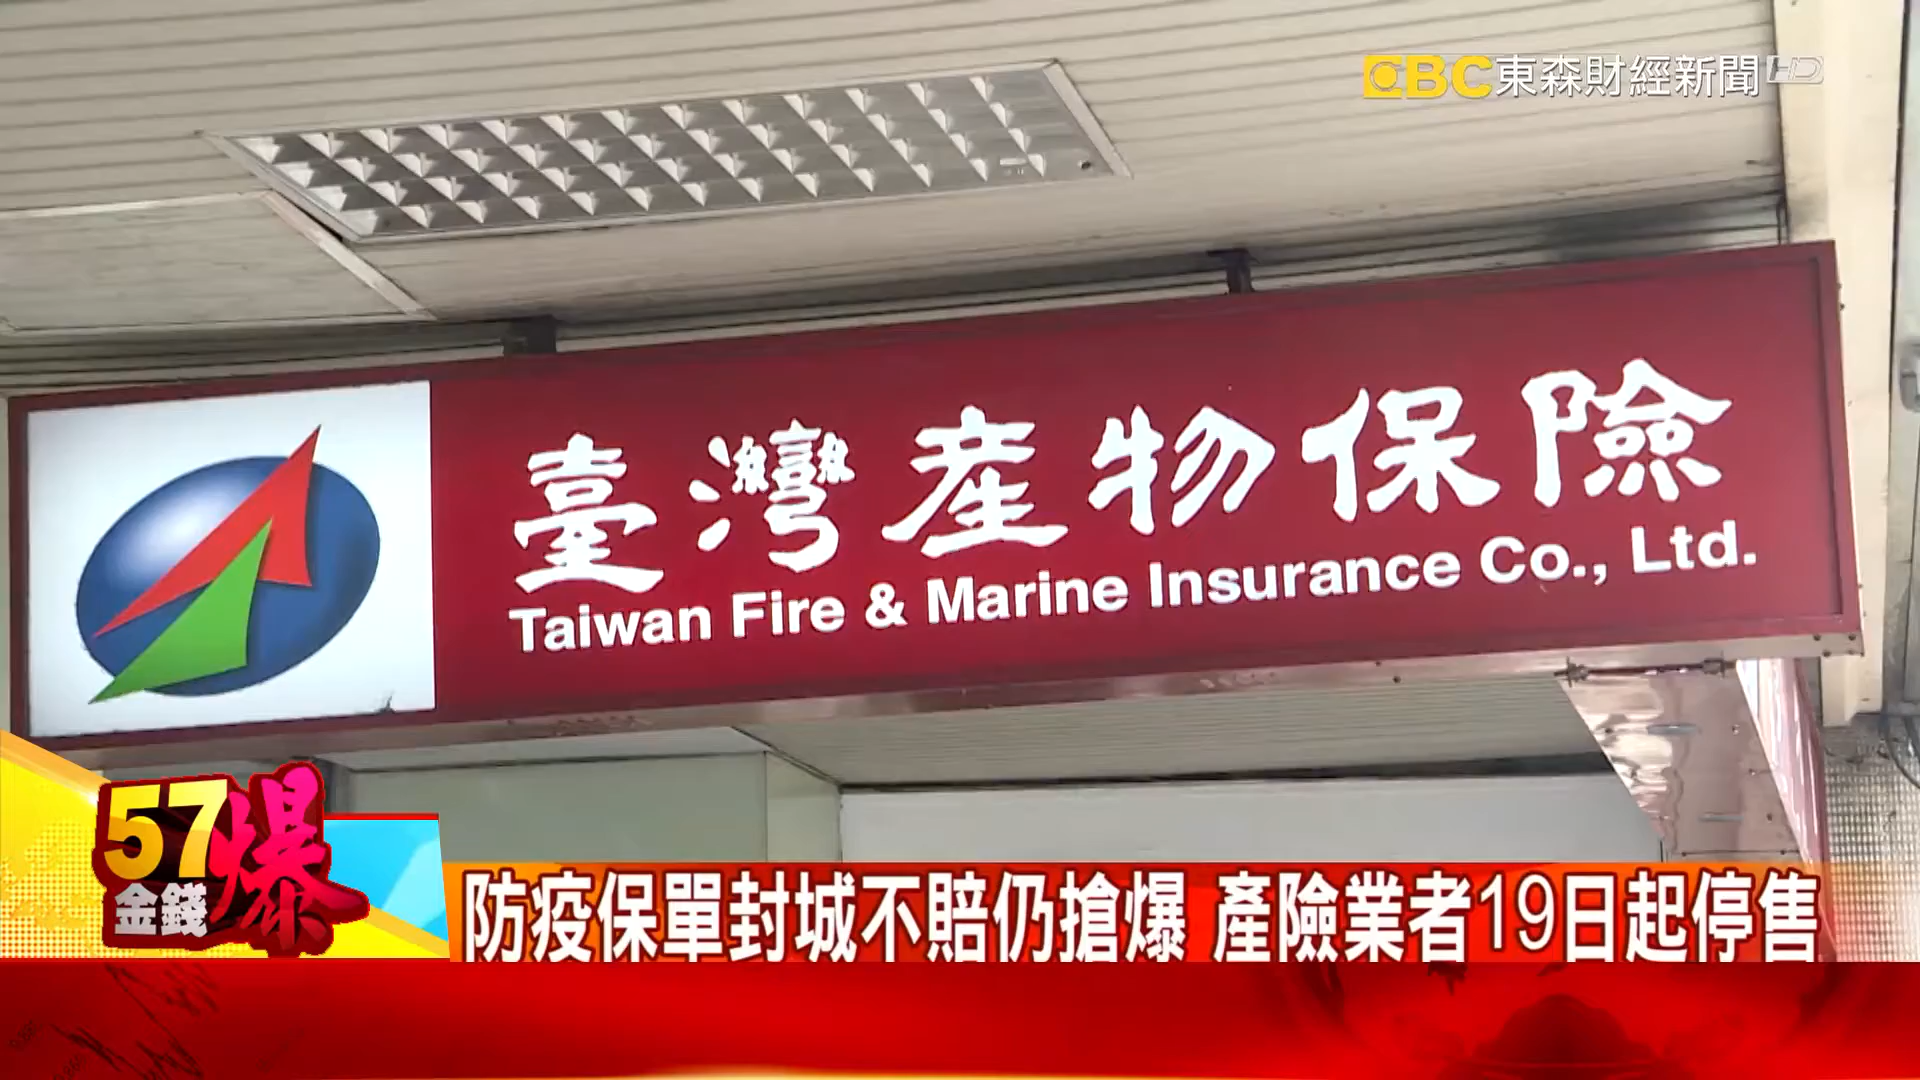 EBC東森財經新聞HD
臺灣產物保險
Taiwan Fire & Marine Insurance Co., Ltd.
57爆
金錢
防疫保單封城不賠仍搶爆 產險業者19日起停售